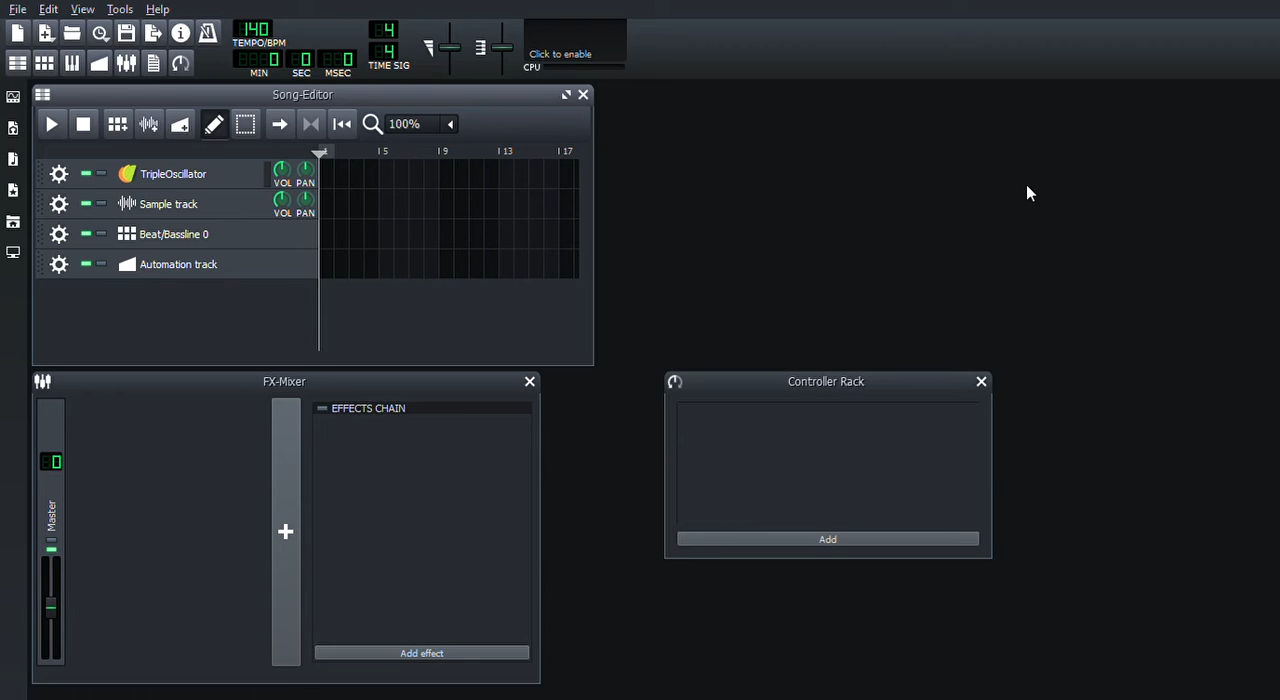 File Edit View Tools Help
140
TEMPO/BPM
0 0 0
MIN SEC MSEC
4
4
TIME SIG
Click to enable
CPU
Song-Editor
100%
5 9 13 17
TripleOscillator VOL PAN
Sample track VOL PAN
Beat/Bassline 0
Automation track
FX-Mixer
0
Master
EFFECTS CHAIN
Add effect
Controller Rack
Add